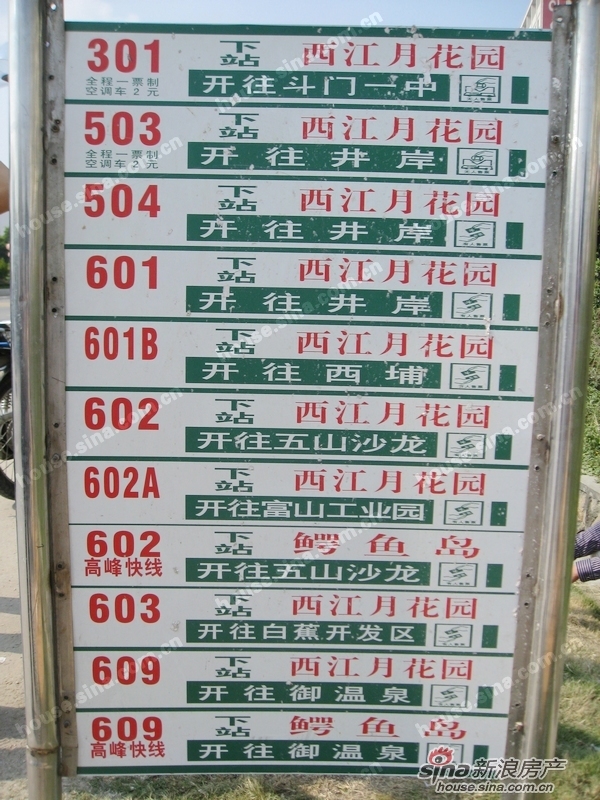 301 下站 西江月花园
全程一票制
空调车2元
开往斗门一中
503 下站 西江月花园
全程一票制
空调车2元
开往井岸
504 下站 西江月花园
开往井岸
601 下站 西江月花园
开往井岸
601B 下站 西江月花园
开往西埔
602 下站 西江月花园
开往五山沙龙
602A 下站 西江月花园
开往富山工业园
602 下站 鳄鱼岛
高峰快线 开往五山沙龙
603 下站 西江月花园
开往白蕉开发区
609 下站 西江月花园
开往御温泉
609 下站 鳄鱼岛
高峰快线 开往御温泉
sina新浪房产
house.sina.com.cn